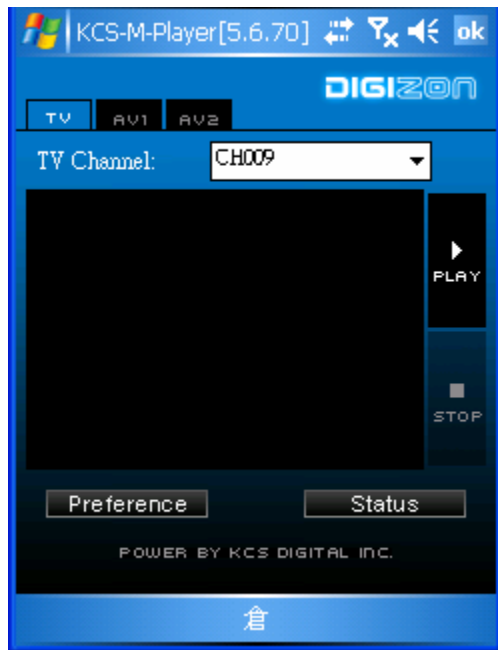 KCS-M-Player[5.6.70] ok
DIGIZON
TV AV1 AV2
TV Channel: CH009
PLAY
STOP
Preference Status
POWER BY KCS DIGITAL INC.
倉